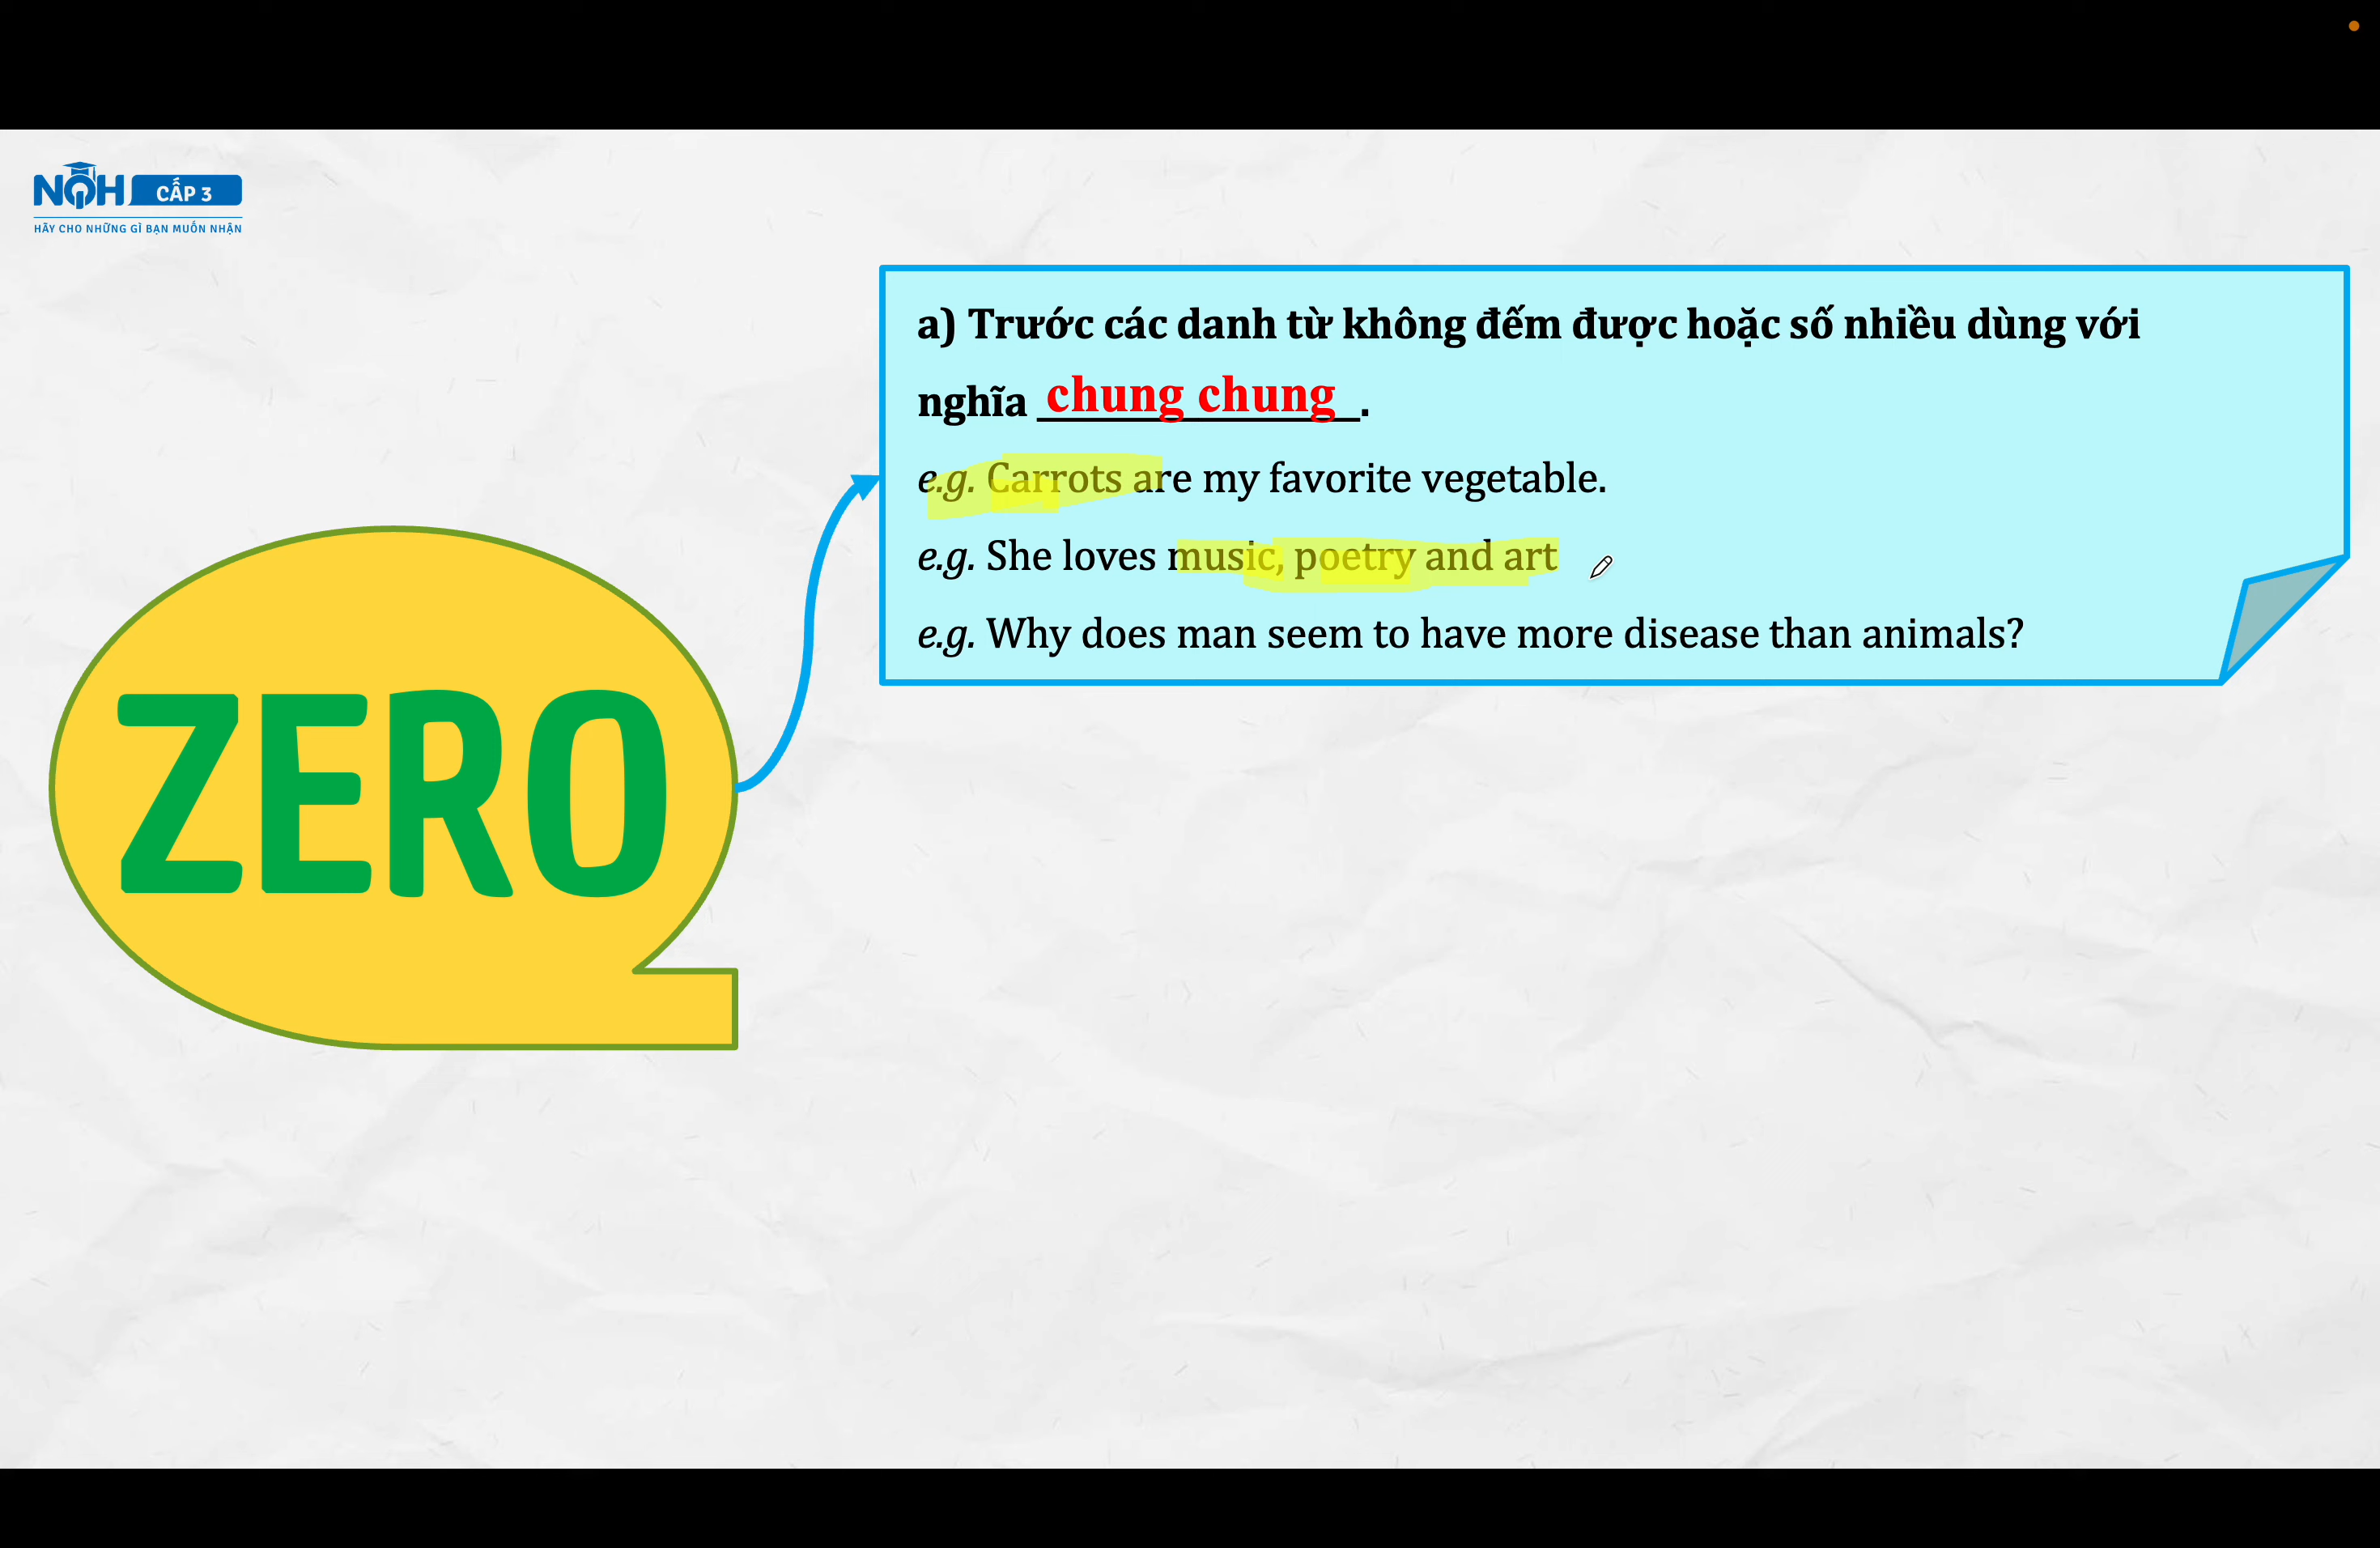 NQH CẤP 3
HÃY CHO NHỮNG GÌ BẠN MUỐN NHẬN
a) Trước các danh từ không đếm được hoặc số nhiều dùng với
nghĩa chung chung.
e.g. Carrots are my favorite vegetable.
e.g. She loves music, poetry and art
e.g. Why does man seem to have more disease than animals?
ZERO